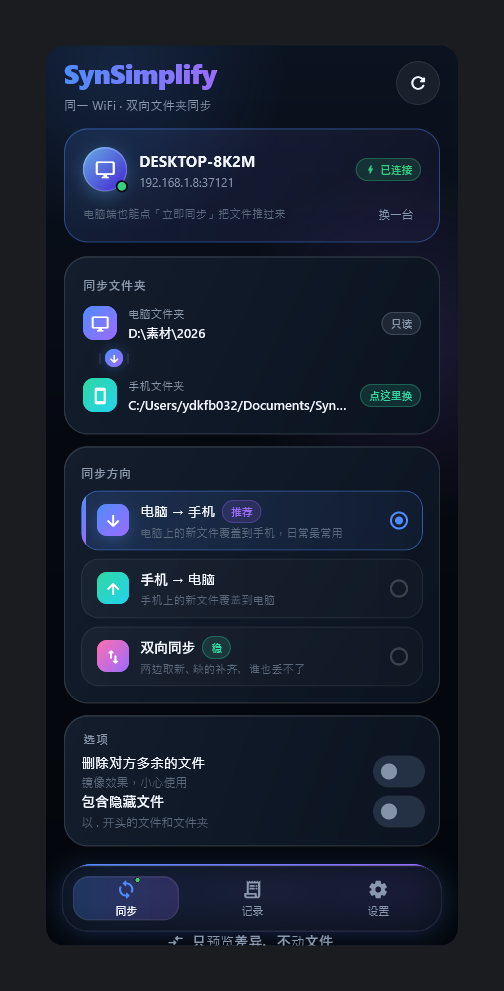 SynSimplify
同一 WiFi · 双向文件夹同步
DESKTOP-8K2M
192.168.1.8:37121
已连接
电脑端也能点「立即同步」把文件推过来
换一台
同步文件夹
电脑文件夹
D:\素材\2026
只读
手机文件夹
C:/Users/ydkfb032/Documents/Syn...
点这里换
同步方向
电脑 → 手机 推荐
电脑上的新文件覆盖到手机，日常最常用
手机 → 电脑
手机上的新文件覆盖到电脑
双向同步 稳
两边取新、缺的补齐，谁也丢不了
选项
删除对方多余的文件
镜像效果，小心使用
包含隐藏文件
以 . 开头的文件和文件夹
同步
记录
设置
只预览差异，不动文件